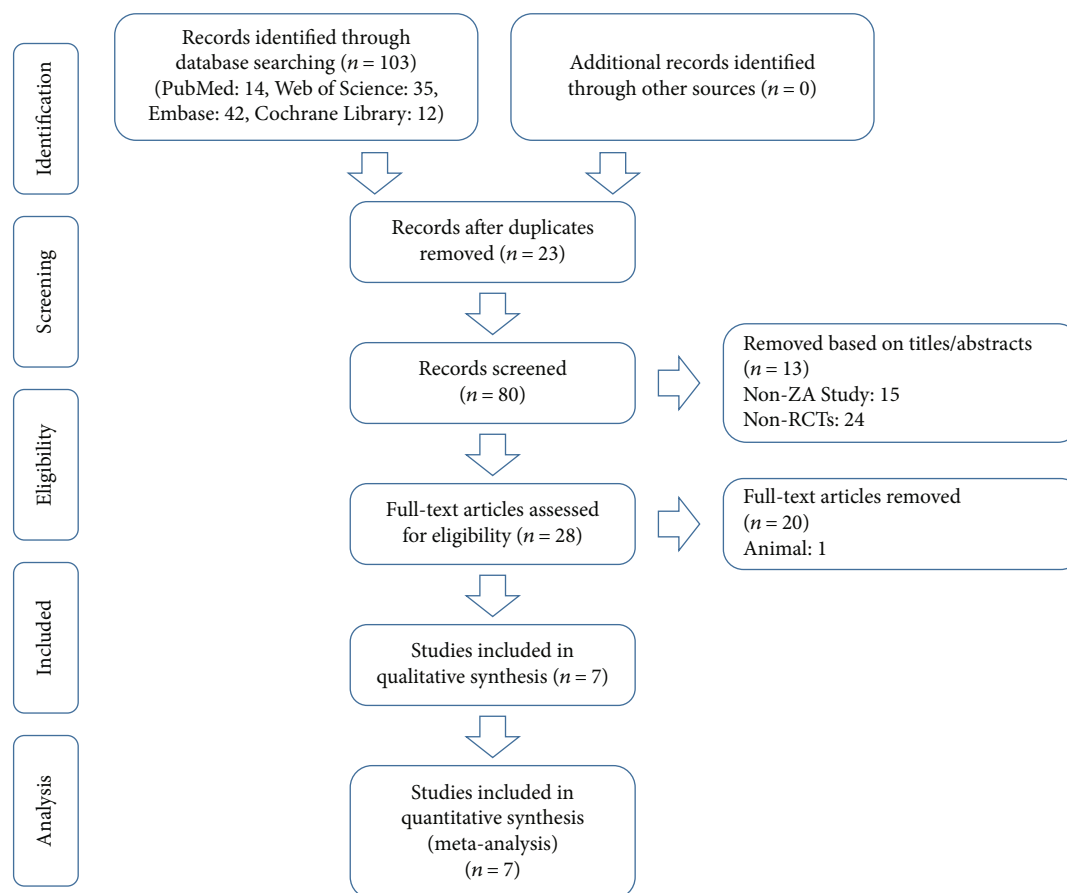 Identification
Records identified through
database searching (n = 103)
(PubMed: 14, Web of Science: 35,
Embase: 42, Cochrane Library: 12)
Additional records identified
through other sources (n = 0)
Screening
Records after duplicates
removed (n = 23)
Records screened
(n = 80)
Removed based on titles/abstracts
(n = 13)
Non-ZA Study: 15
Non-RCTs: 24
Eligibility
Full-text articles assessed
for eligibility (n = 28)
Full-text articles removed
(n = 20)
Animal: 1
Included
Studies included in
qualitative synthesis (n = 7)
Analysis
Studies included in
quantitative synthesis
(meta-analysis)
(n = 7)